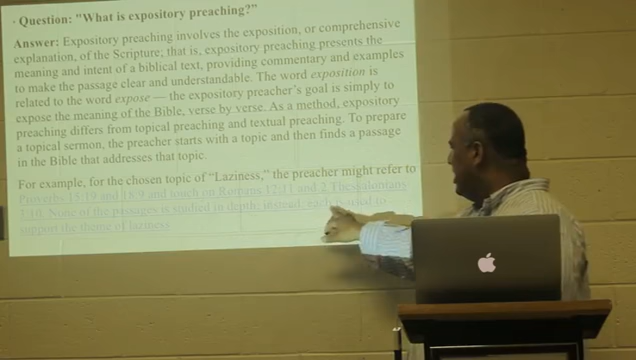 · Question: "What is expository preaching?"
Answer: Expository preaching involves the exposition, or comprehensive
explanation, of the Scripture; that is, expository preaching presents the
meaning and intent of a biblical text, providing commentary and examples
to make the passage clear and understandable. The word exposition is
related to the word expose — the expository preacher's goal is simply to
expose the meaning of the Bible, verse by verse. As a method, expository
preaching differs from topical preaching and textual preaching. To prepare
a topical sermon, the preacher starts with a topic and then finds a passage
in the Bible that addresses that topic.
For example, for the chosen topic of "Laziness," the preacher might refer to
Proverbs 15:19 and 18:9 and touch on Romans 12:11 and 2 Thessalonians
None of the passages is studied in depth; instead, each is used to
support the theme of laziness